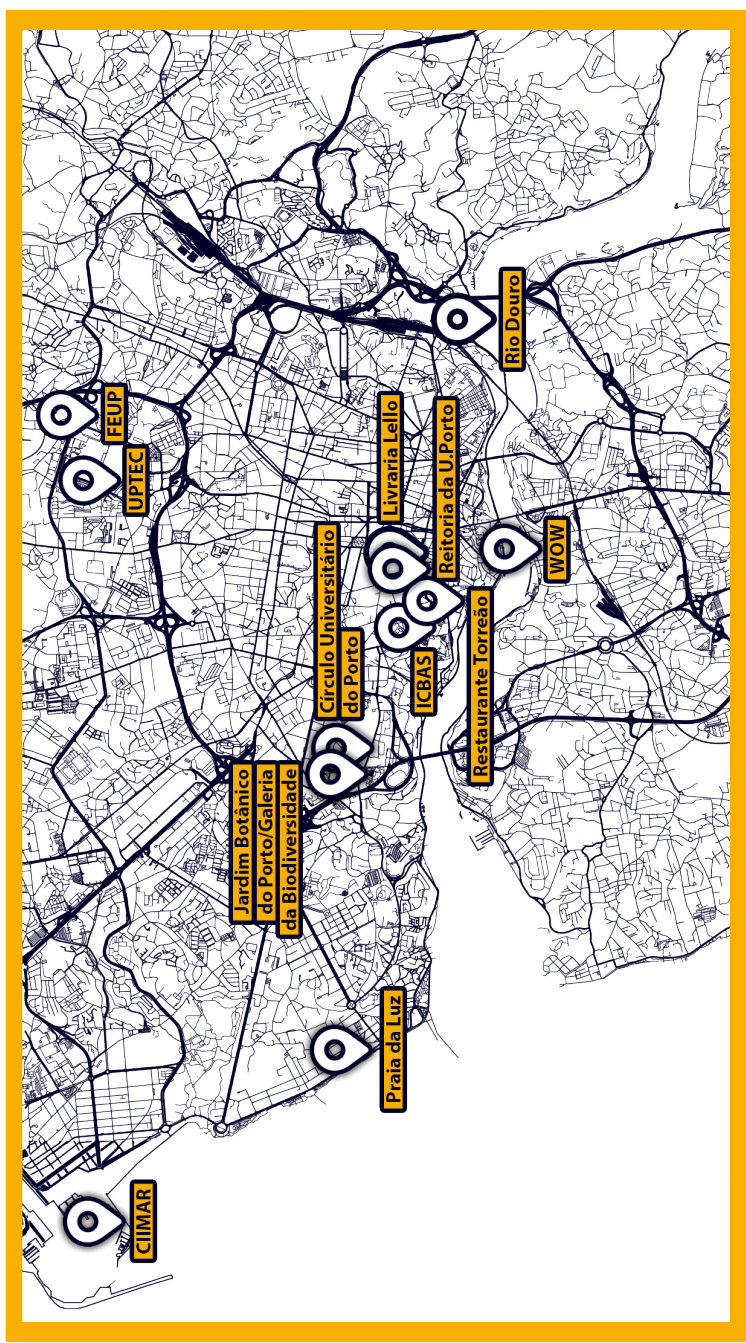 CIIMAR
Praia da Luz
Jardim Botânico
do Porto/Galeria
da Biodiversidade
Círculo Universitário
do Porto
ICBAS
Restaurante Torreão
Livraria Lello
Reitoria da U.Porto
WOW
UPTEC
FEUP
Rio Douro